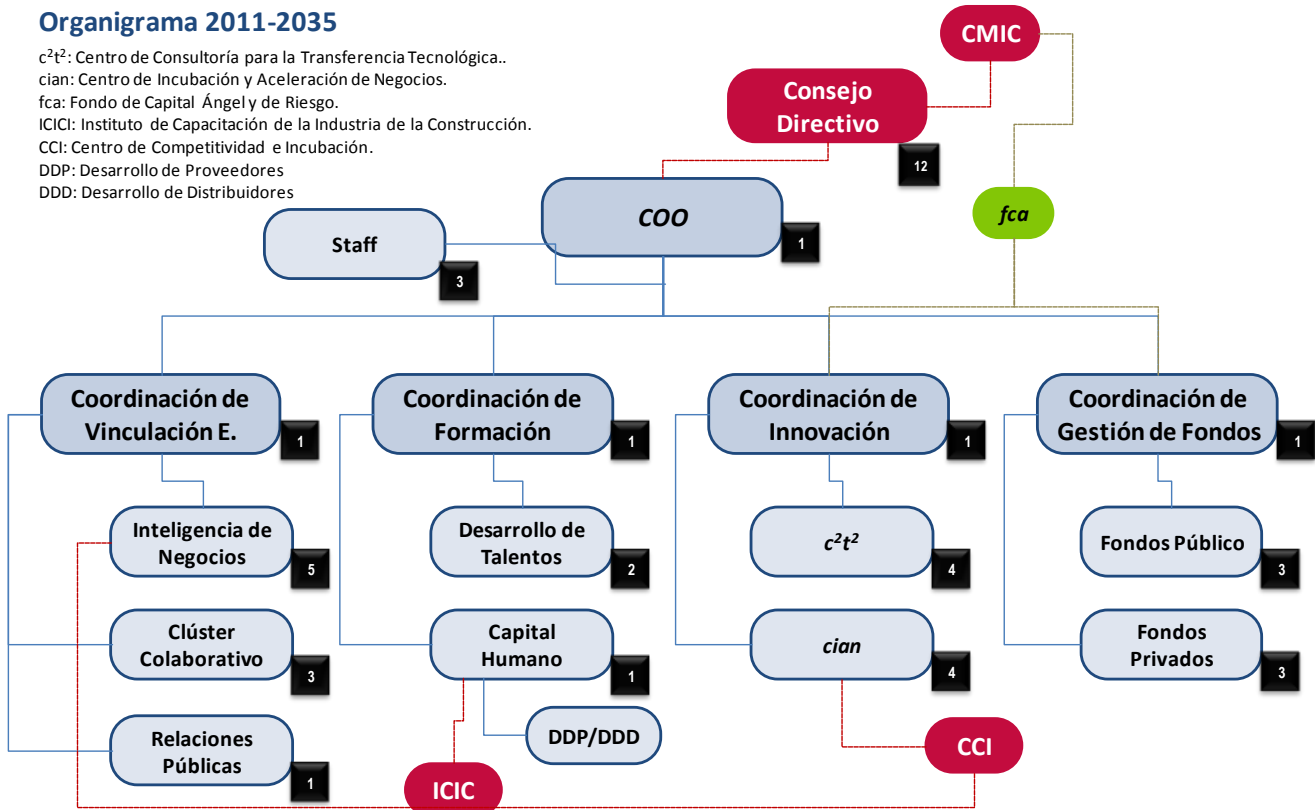 Organigrama 2011-2035
c²t²: Centro de Consultoría para la Transferencia Tecnológica..
cian: Centro de Incubación y Aceleración de Negocios.
fca: Fondo de Capital Ángel y de Riesgo.
ICICI: Instituto de Capacitación de la Industria de la Construcción.
CCI: Centro de Competitividad e Incubación.
DDP: Desarrollo de Proveedores
DDD: Desarrollo de Distribuidores
CMIC
Consejo
Directivo
12
COO
1
fca
Staff
3
Coordinación de
Vinculación E.
1
Coordinación de
Formación
1
Coordinación de
Innovación
1
Coordinación de
Gestión de Fondos
1
Inteligencia de
Negocios
5
Desarrollo de
Talentos
2
c²t²
4
Fondos Público
3
Clúster
Colaborativo
3
Capital
Humano
1
cian
4
Fondos
Privados
3
Relaciones
Públicas
1
DDP/DDD
ICIC
CCI